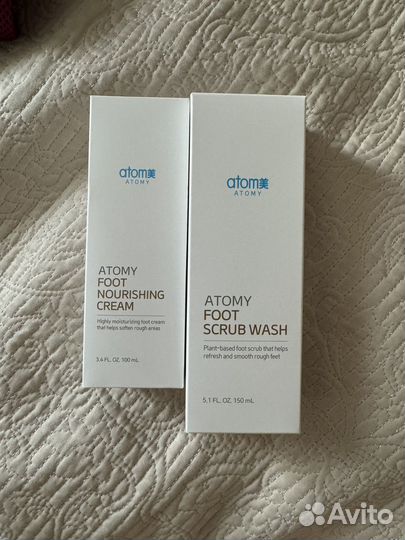 atom美
ATOMY
ATOMY
FOOT
NOURISHING
CREAM
Highly moisturizing foot cream
that helps soften rough areas
3.4 FL. OZ. 100 mL
atom美
ATOMY
ATOMY
FOOT
SCRUB WASH
Plant-based foot scrub that helps
refresh and smooth rough feet
5.1 FL. OZ. 150 mL
Avito